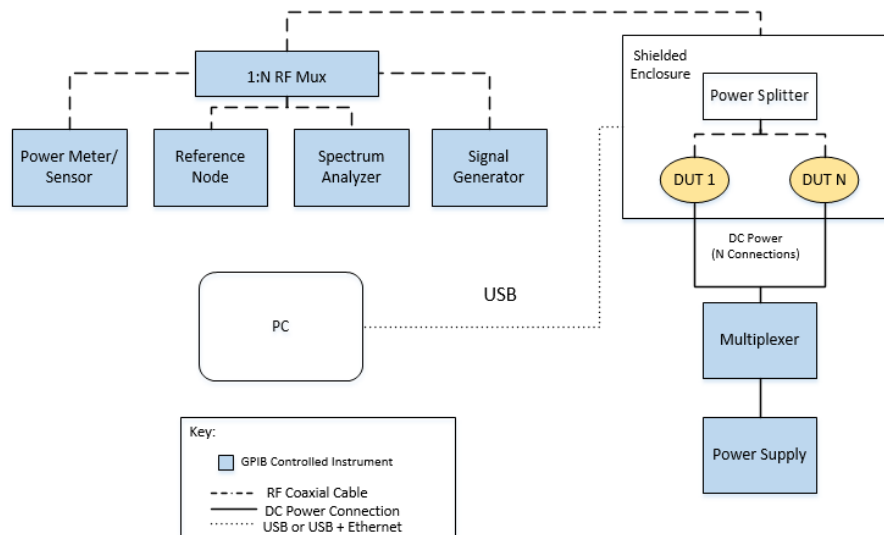 1:N RF Mux
Shielded
Enclosure
Power Splitter
Power Meter/
Sensor
Reference
Node
Spectrum
Analyzer
Signal
Generator
DUT 1
DUT N
DC Power
(N Connections)
USB
PC
Multiplexer
Power Supply
Key:
GPIB Controlled Instrument
RF Coaxial Cable
DC Power Connection
USB or USB + Ethernet